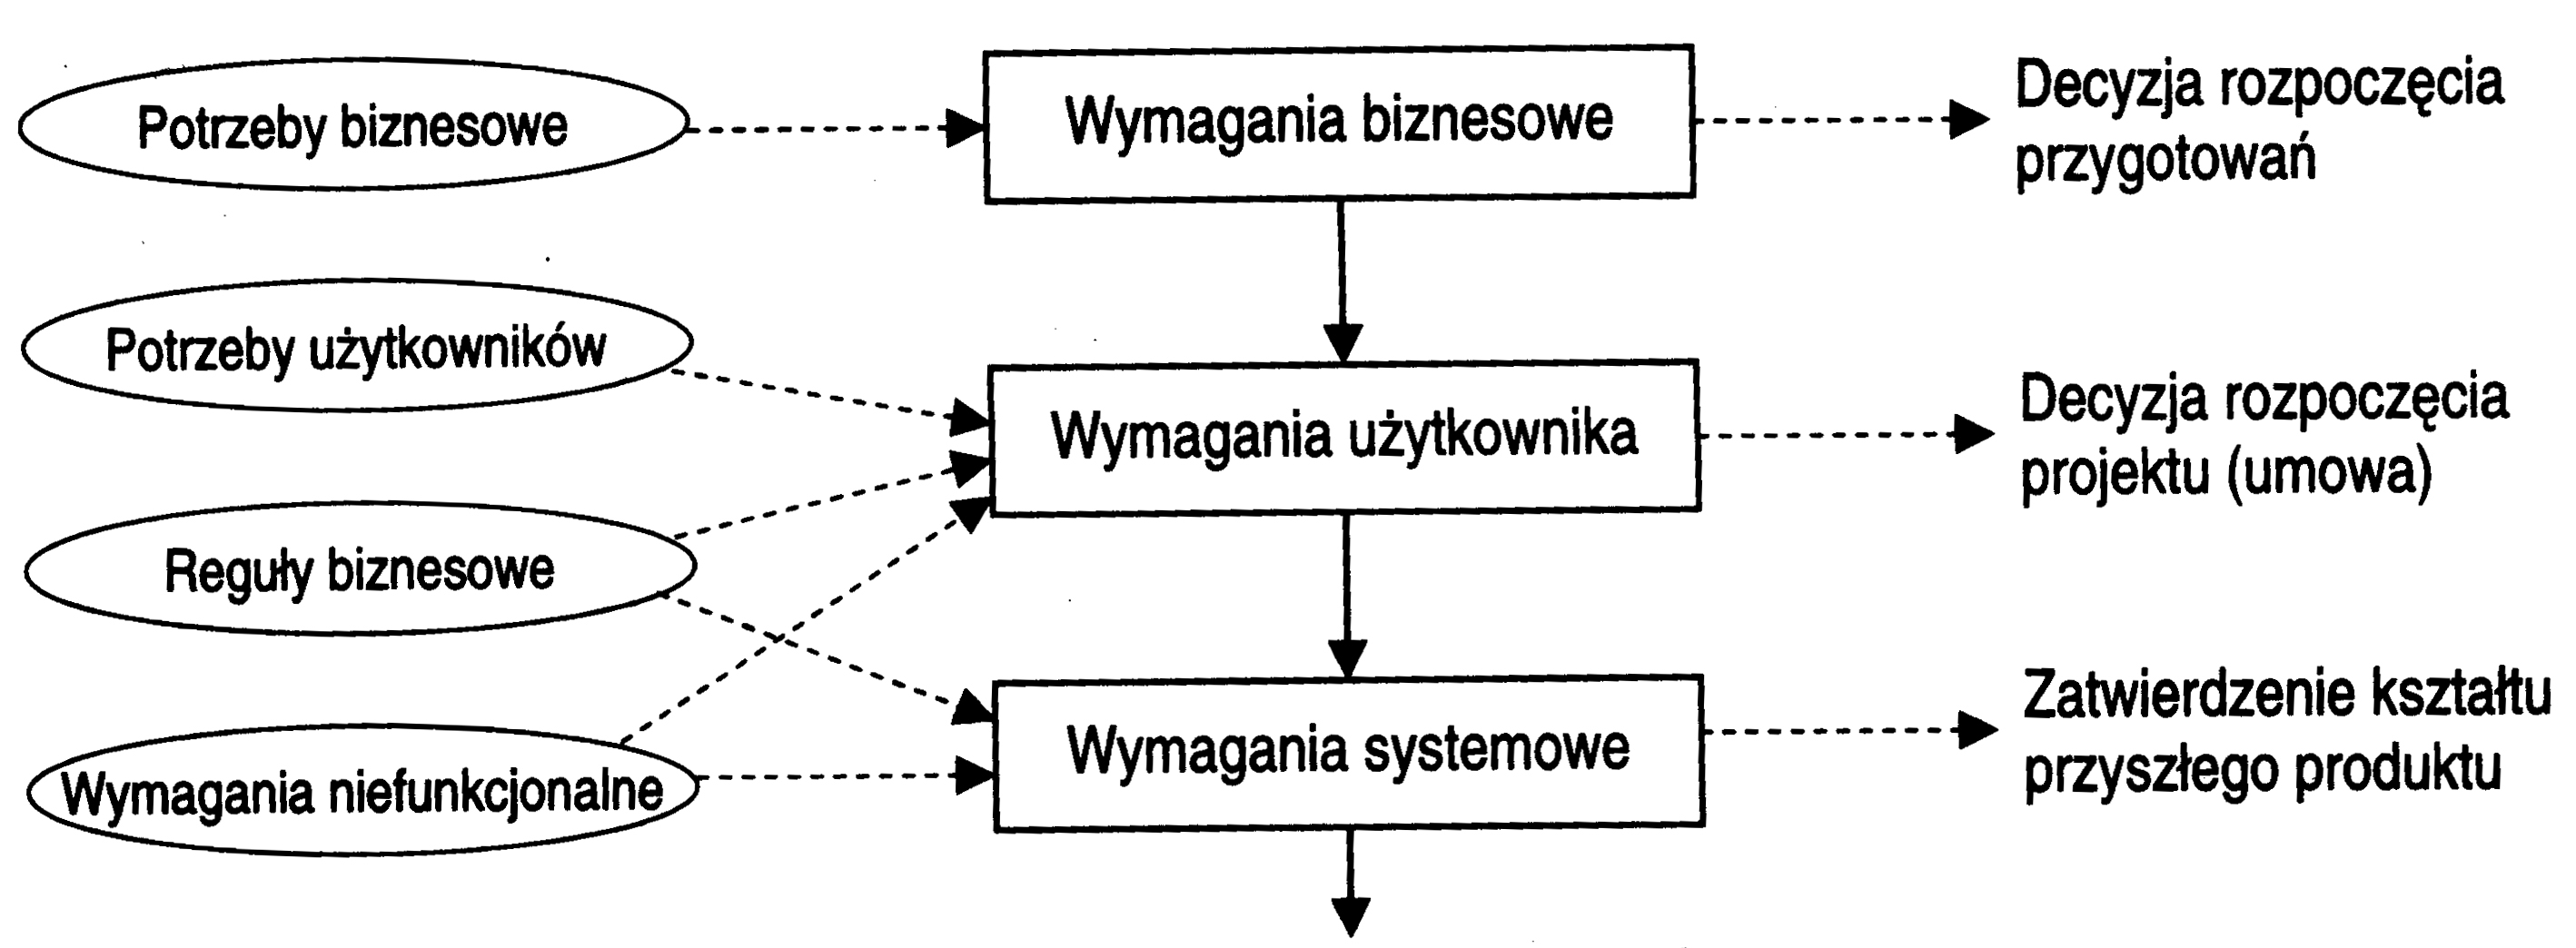 Potrzeby biznesowe
Wymagania biznesowe
Decyzja rozpoczęcia
przygotowań
Potrzeby użytkowników
Wymagania użytkownika
Decyzja rozpoczęcia
projektu (umowa)
Reguły biznesowe
Wymagania niefunkcjonalne
Wymagania systemowe
Zatwierdzenie kształtu
przyszłego produktu